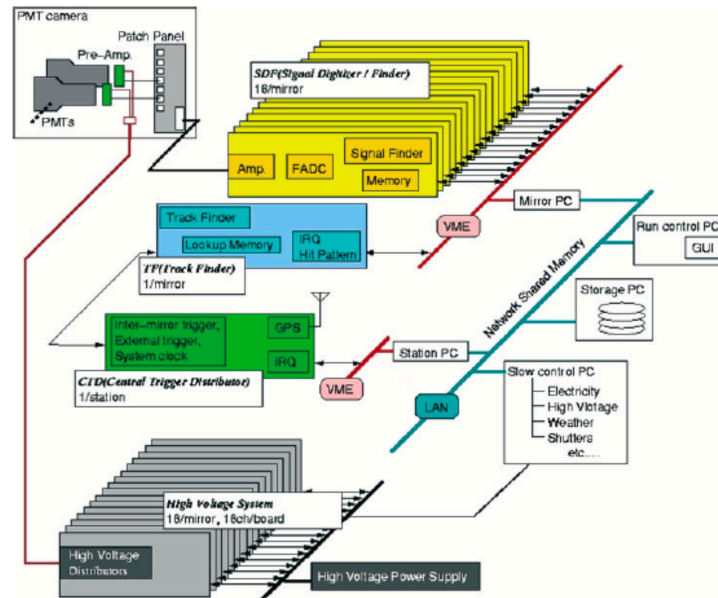 PMT camera
Patch Panel
Pre-Amp.
PMTs
SDF(Signal Digitizer / Finder)
16/mirror
Amp.
FADC
Signal Finder
Memory
Track Finder
Lookup Memory
IRQ
Hit Pattern
TF(Track Finder)
1/mirror
VME
Mirror PC
Run control PC
GUI
Network Shared Memory
Storage PC
Inter-mirror trigger,
External trigger,
System clock
GPS
IRQ
CTD(Central Trigger Distributor)
1/station
VME
Station PC
LAN
Slow control PC
Electricity
High Vlotage
Weather
Shutters
etc.....
High Voltage System
16/mirror, 16ch/board
High Voltage
Distributors
High Voltage Power Supply